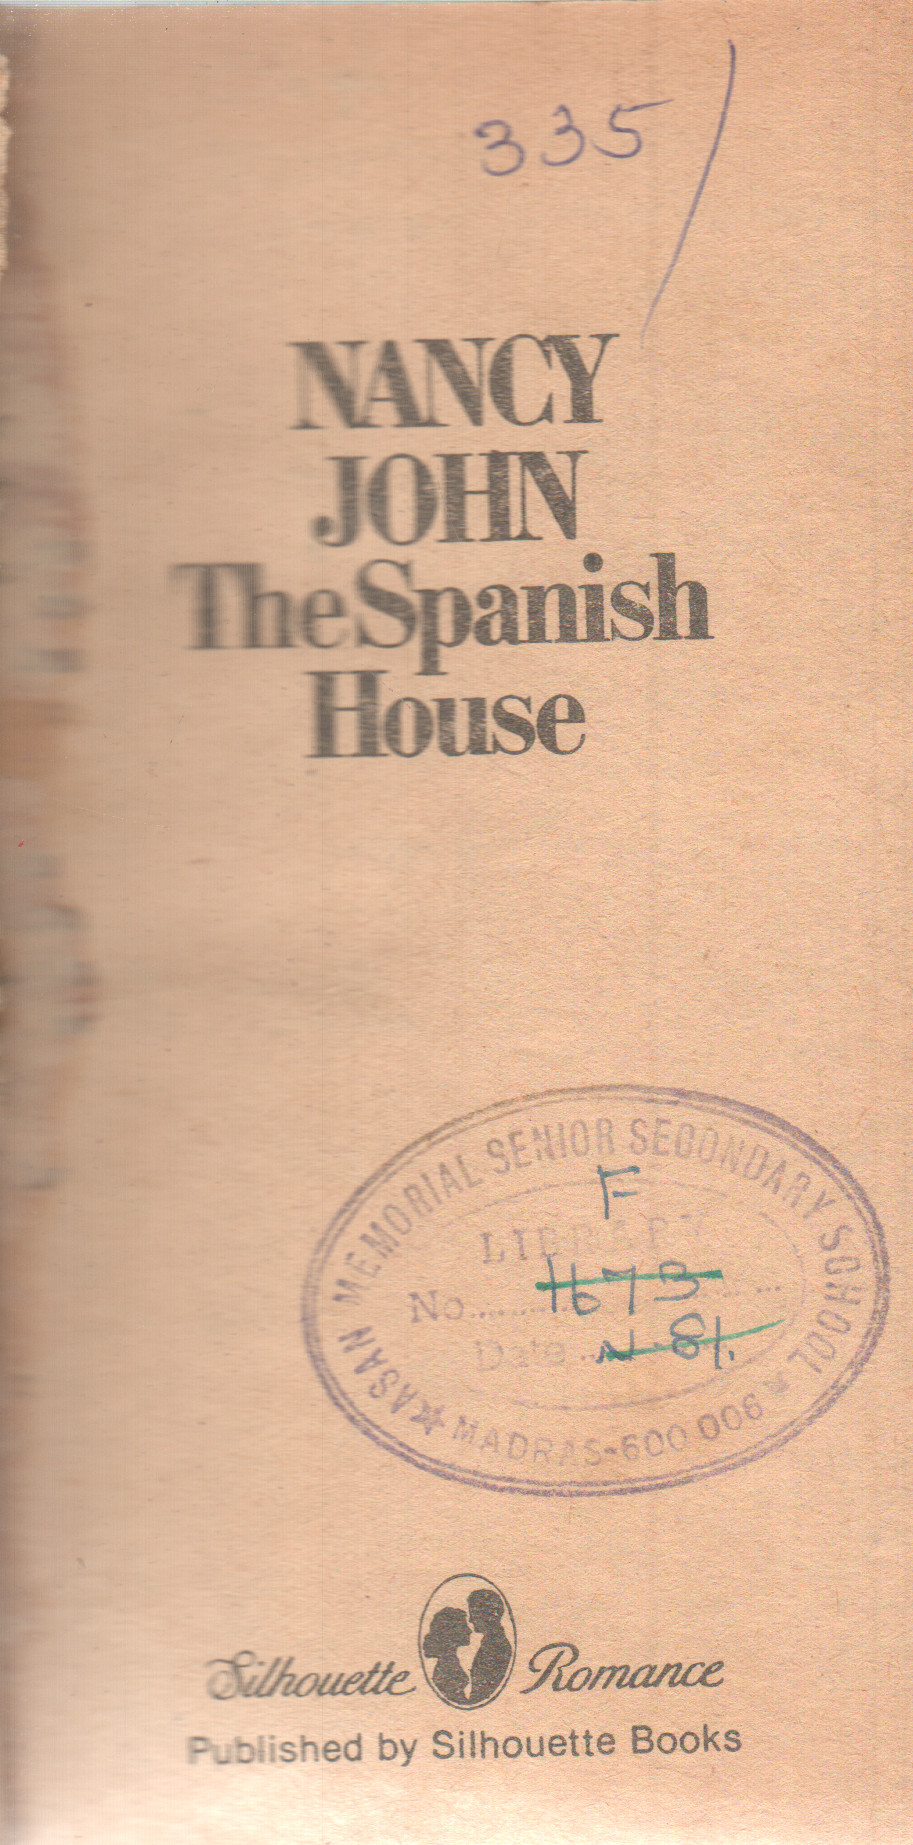 335/
NANCY
JOHN
The Spanish
House
ASAN MEMORIAL SENIOR SECONDARY SCHOOL
F
LIBRARY
No..........
Date
MADRAS-600 006
Silhouette Romance
Published by Silhouette Books